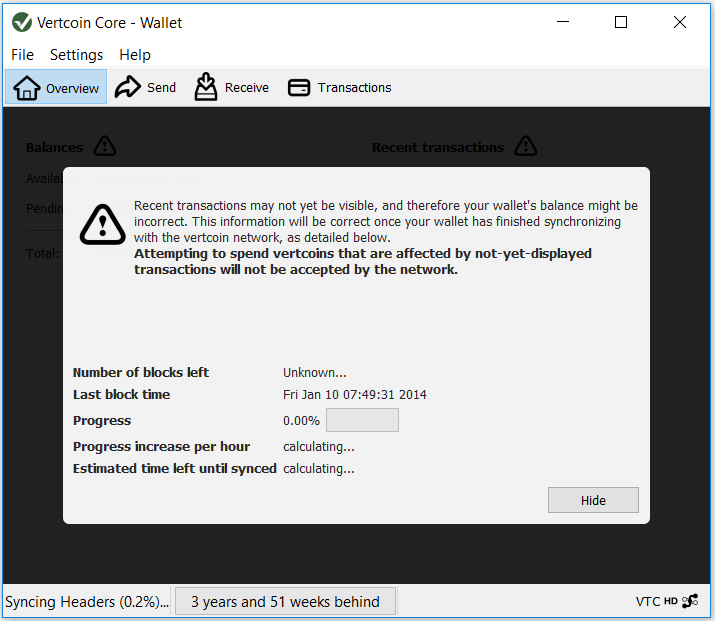 Vertcoin Core - Wallet
File Settings Help
Overview Send Receive Transactions
Balances Recent transactions
Recent transactions may not yet be visible, and therefore your wallet's balance might be
incorrect. This information will be correct once your wallet has finished synchronizing
with the vertcoin network, as detailed below.
Attempting to spend vertcoins that are affected by not-yet-displayed
transactions will not be accepted by the network.
Total:
Number of blocks left Unknown...
Last block time Fri Jan 10 07:49:31 2014
Progress 0.00%
Progress increase per hour calculating...
Estimated time left until synced calculating...
Hide
Syncing Headers (0.2%)... 3 years and 51 weeks behind VTC HD